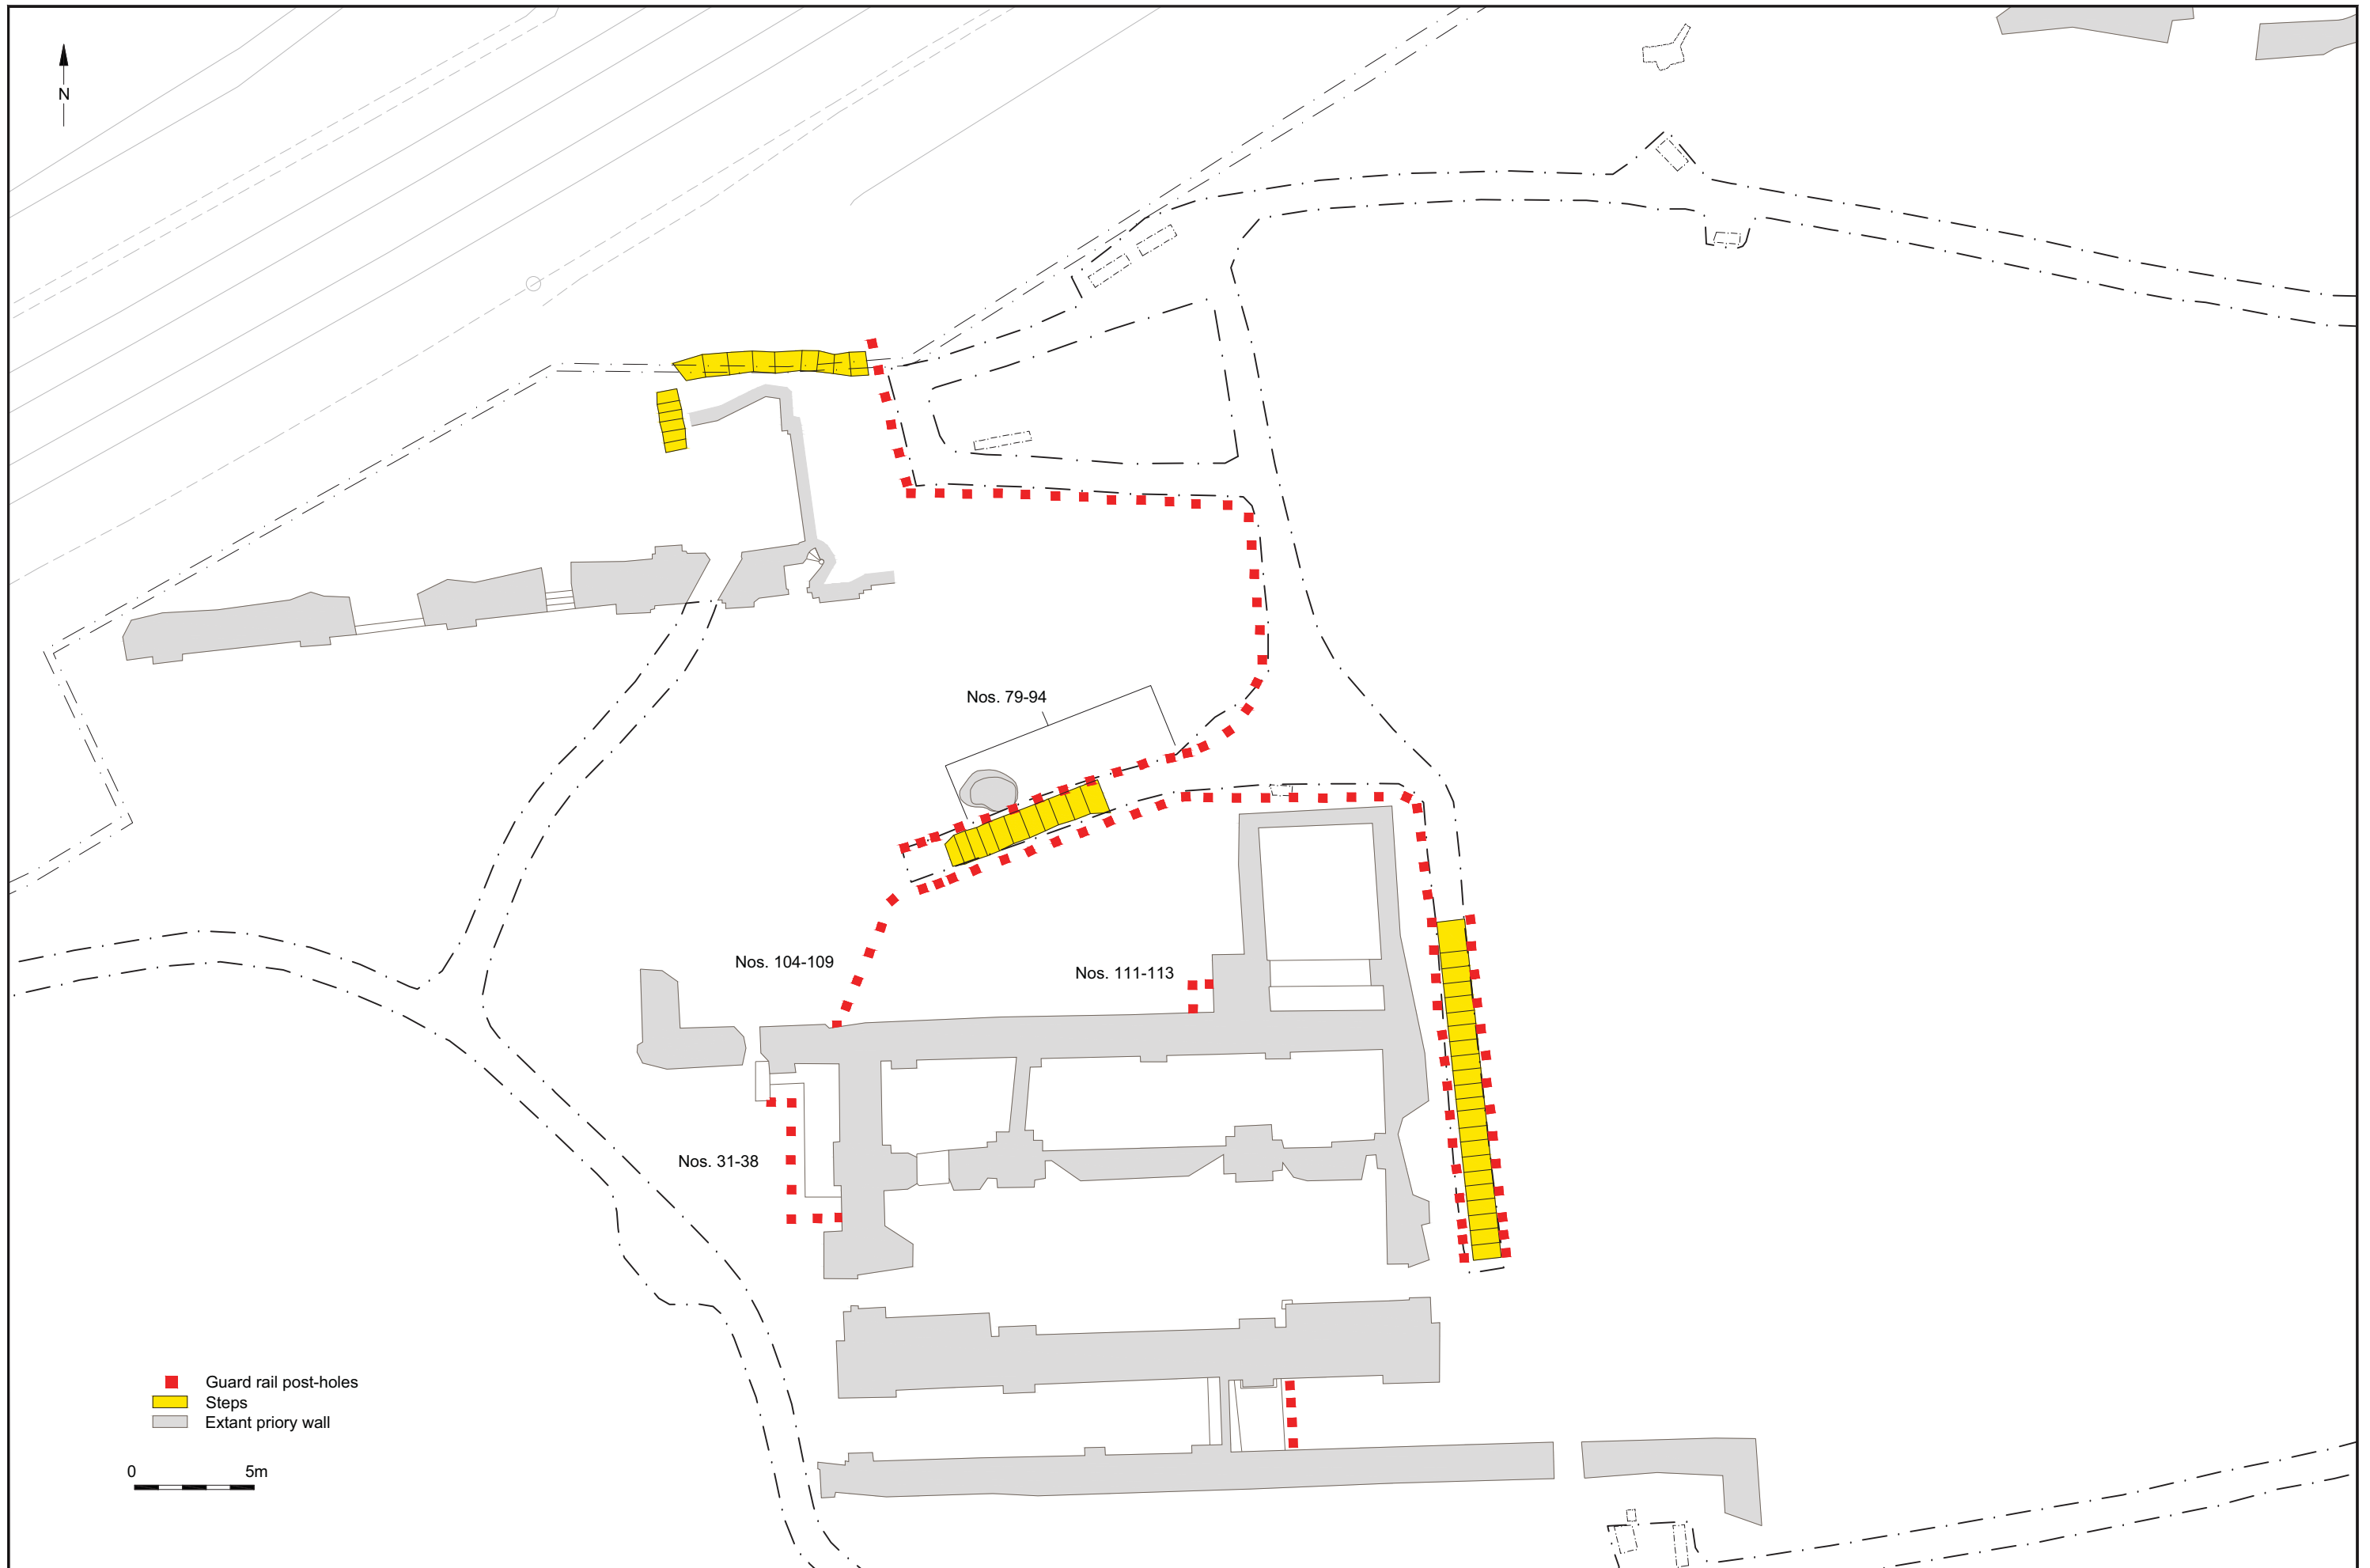 N
Nos. 79-94
Nos. 104-109
Nos. 111-113
Nos. 31-38
Guard rail post-holes
Steps
Extant priory wall
0 5m